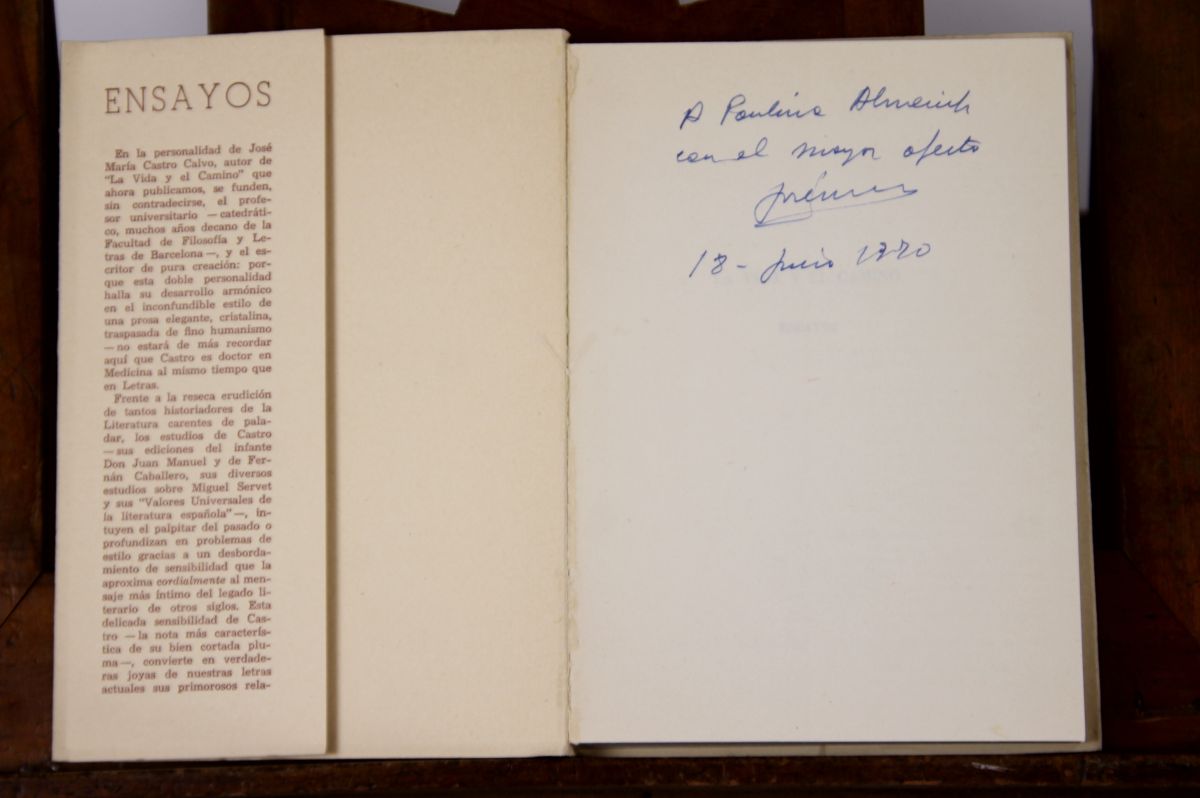 ENSAYOS
En la personalidad de José
María Castro Calvo, autor de
"La Vida y el Camino" que
ahora publicamos, se funden,
sin contradecirse, el profe-
sor universitario —catedráti-
co, muchos años decano de la
Facultad de Filosofía y Le-
tras de Barcelona—, y el es-
critor de pura creación: por-
que esta doble personalidad
halla su desarrollo armónico
en el inconfundible estilo de
una prosa elegante, cristalina,
traspasada de fino humanismo
—no estará de más recordar
aquí que Castro es doctor en
Medicina al mismo tiempo que
en Letras.
Frente a la reseca erudición
de tantos historiadores de la
Literatura carentes de pala-
dar, los estudios de Castro
—sus ediciones del infante
Don Juan Manuel y de Fer-
nán Caballero, sus diversos
estudios sobre Miguel Servet
y sus "Valores Universales de
la literatura española"—, in-
tuyen el palpitar del pasado o
profundizan en problemas de
estilo gracias a un desborda-
miento de sensibilidad que la
aproxima cordialmente al men-
saje más íntimo del legado li-
terario de otros siglos. Esta
delicada sensibilidad de Cas-
tro —la nota más caracterís-
tica de su bien cortada plu-
ma—, convierte en verdade-
ras joyas de nuestras letras
actuales sus primorosos rela-
A Paulina
con el mayor afecto
18 - junio 1970